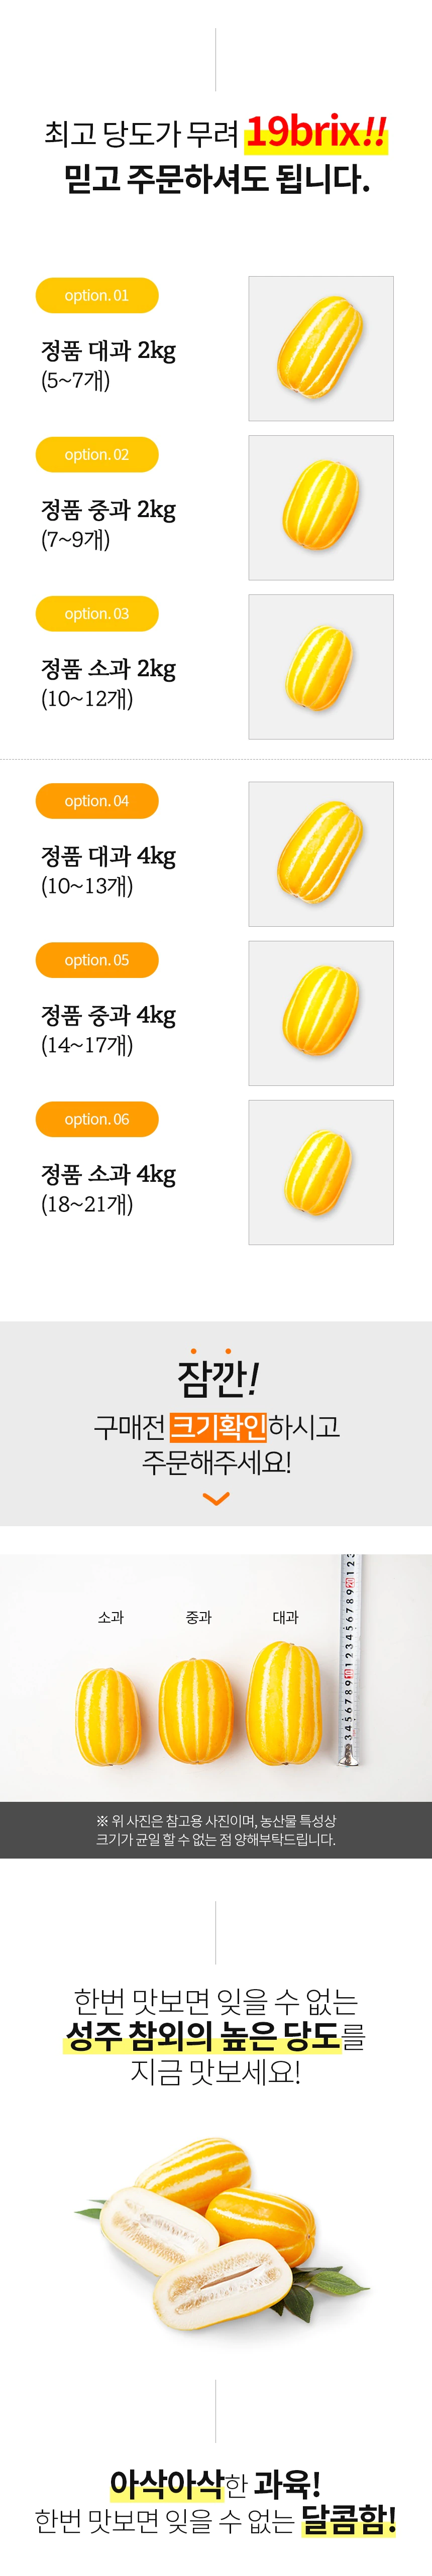 최고 당도가 무려 19brix!!
믿고 주문하셔도 됩니다.
option. 01
정품 대과 2kg
(5~7개)
option. 02
정품 중과 2kg
(7~9개)
option. 03
정품 소과 2kg
(10~12개)
option. 04
정품 대과 4kg
(10~13개)
option. 05
정품 중과 4kg
(14~17개)
option. 06
정품 소과 4kg
(18~21개)
잠깐!
구매전 크기확인하시고
주문해주세요!
소과 중과 대과
※ 위 사진은 참고용 사진이며, 농산물 특성상
크기가 균일 할 수 없는 점 양해부탁드립니다.
한번 맛보면 잊을 수 없는
성주 참외의 높은 당도를
지금 맛보세요!
아삭아삭한 과육!
한번 맛보면 잊을 수 없는 달콤함!